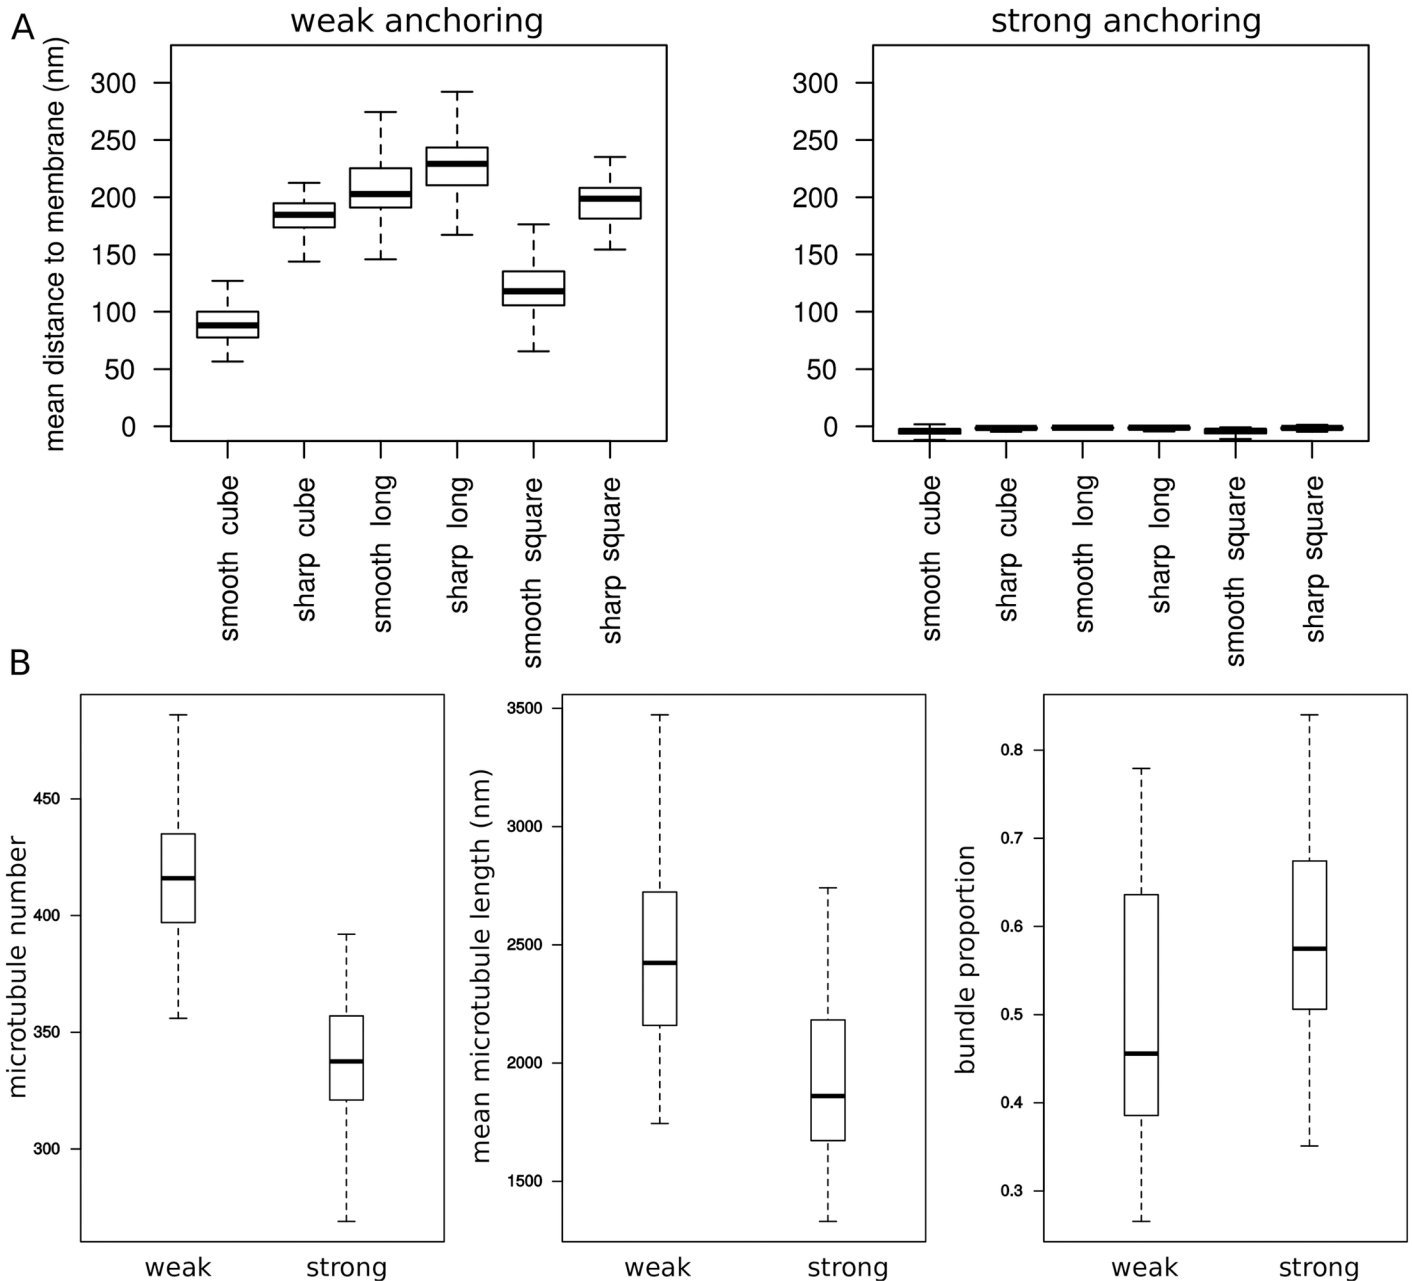 A
weak anchoring
strong anchoring
mean distance to membrane (nm)
300
250
200
150
100
50
0
smooth cube
sharp cube
smooth long
sharp long
smooth square
sharp square
300
250
200
150
100
50
0
smooth cube
sharp cube
smooth long
sharp long
smooth square
sharp square
B
microtubule number
450
400
350
300
weak
strong
mean microtubule length (nm)
3500
3000
2500
2000
1500
weak
strong
bundle proportion
0.8
0.7
0.6
0.5
0.4
0.3
weak
strong